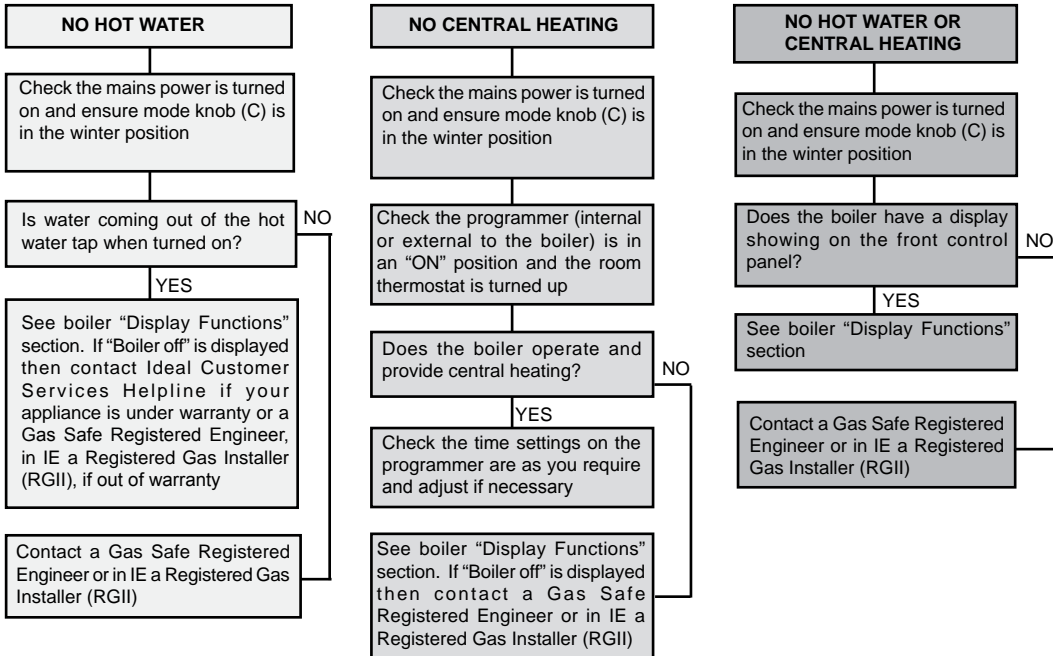 NO HOT WATER
Check the mains power is turned
on and ensure mode knob (C) is
in the winter position
Is water coming out of the hot
water tap when turned on?
NO
YES
See boiler “Display Functions”
section. If “Boiler off” is displayed
then contact Ideal Customer
Services Helpline if your
appliance is under warranty or a
Gas Safe Registered Engineer,
in IE a Registered Gas Installer
(RGII), if out of warranty
Contact a Gas Safe Registered
Engineer or in IE a Registered Gas
Installer (RGII)
NO CENTRAL HEATING
Check the mains power is turned
on and ensure mode knob (C) is
in the winter position
Check the programmer (internal
or external to the boiler) is in
an “ON” position and the room
thermostat is turned up
Does the boiler operate and
provide central heating?
NO
YES
Check the time settings on the
programmer are as you require
and adjust if necessary
See boiler “Display Functions”
section. If “Boiler off” is displayed
then contact a Gas Safe
Registered Engineer or in IE a
Registered Gas Installer (RGII)
NO HOT WATER OR
CENTRAL HEATING
Check the mains power is turned
on and ensure mode knob (C) is
in the winter position
Does the boiler have a display
showing on the front control
panel?
NO
YES
See boiler “Display Functions”
section
Contact a Gas Safe Registered
Engineer or in IE a Registered
Gas Installer (RGII)